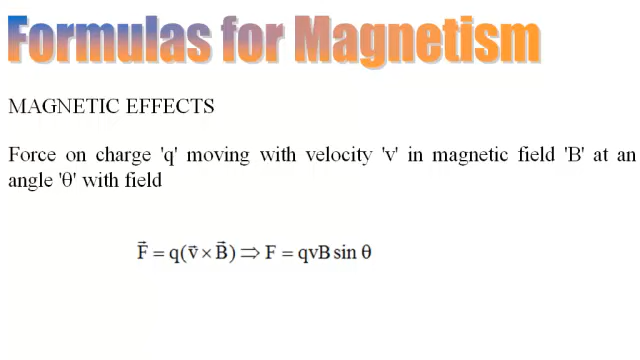 Formulas for Magnetism
MAGNETIC EFFECTS
Force on charge 'q' moving with velocity 'v' in magnetic field 'B' at an
angle 'θ' with field
F⃗ = q(v⃗ × B⃗) ⇒ F = qvB sin θ